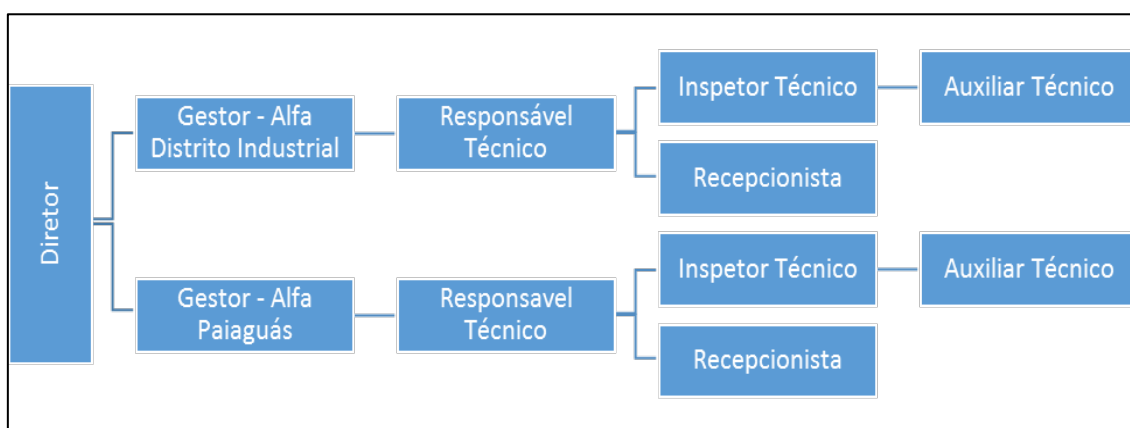 Diretor
Gestor - Alfa
Distrito Industrial
Responsável
Técnico
Inspetor Técnico
Auxiliar Técnico
Recepcionista
Gestor - Alfa
Paiaguás
Responsavel
Técnico
Inspetor Técnico
Auxiliar Técnico
Recepcionista